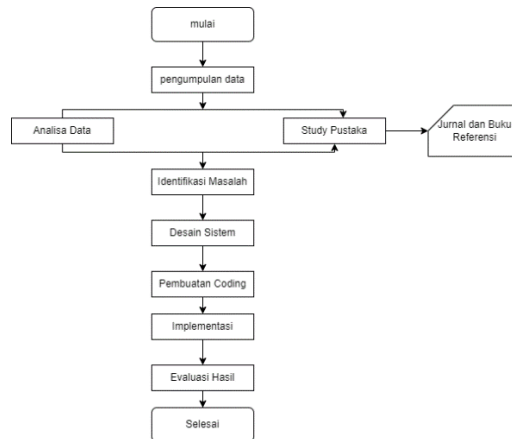 mulai
pengumpulan data
Analisa Data
Study Pustaka
Jurnal dan Buku
Referensi
Identifikasi Masalah
Desain Sistem
Pembuatan Coding
Implementasi
Evaluasi Hasil
Selesai